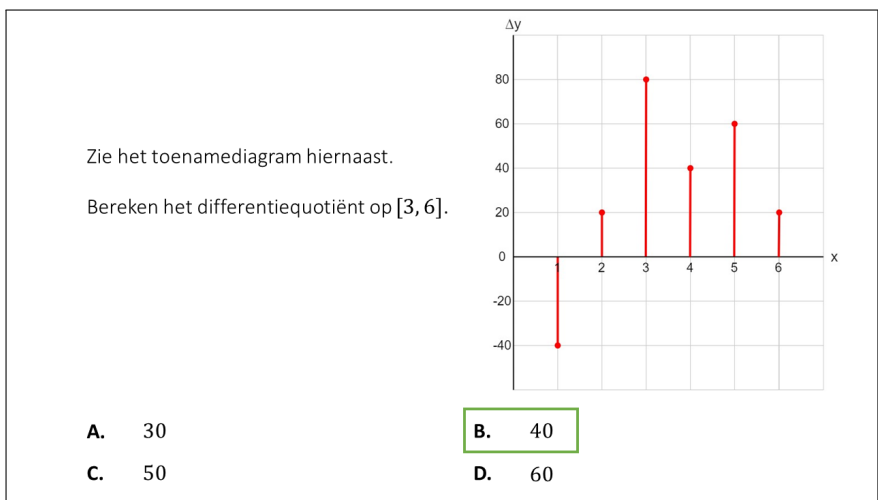 Zie het toenamediagram hiernaast.
Bereken het differentiequotiënt op [3, 6].
Δy
80
60
40
20
0
-20
-40
1 2 3 4 5 6
x
A. 30
B. 40
C. 50
D. 60